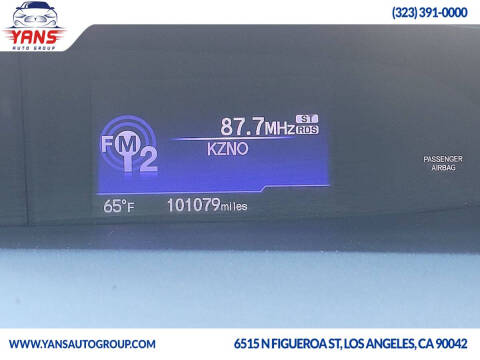 YANS
AUTO GROUP
(323) 391-0000
FM2
87.7MHz
ST
RDS
KZNO
PASSENGER
AIRBAG
65°F
101079miles
WWW.YANSAUTOGROUP.COM
6515 N FIGUEROA ST, LOS ANGELES, CA 90042